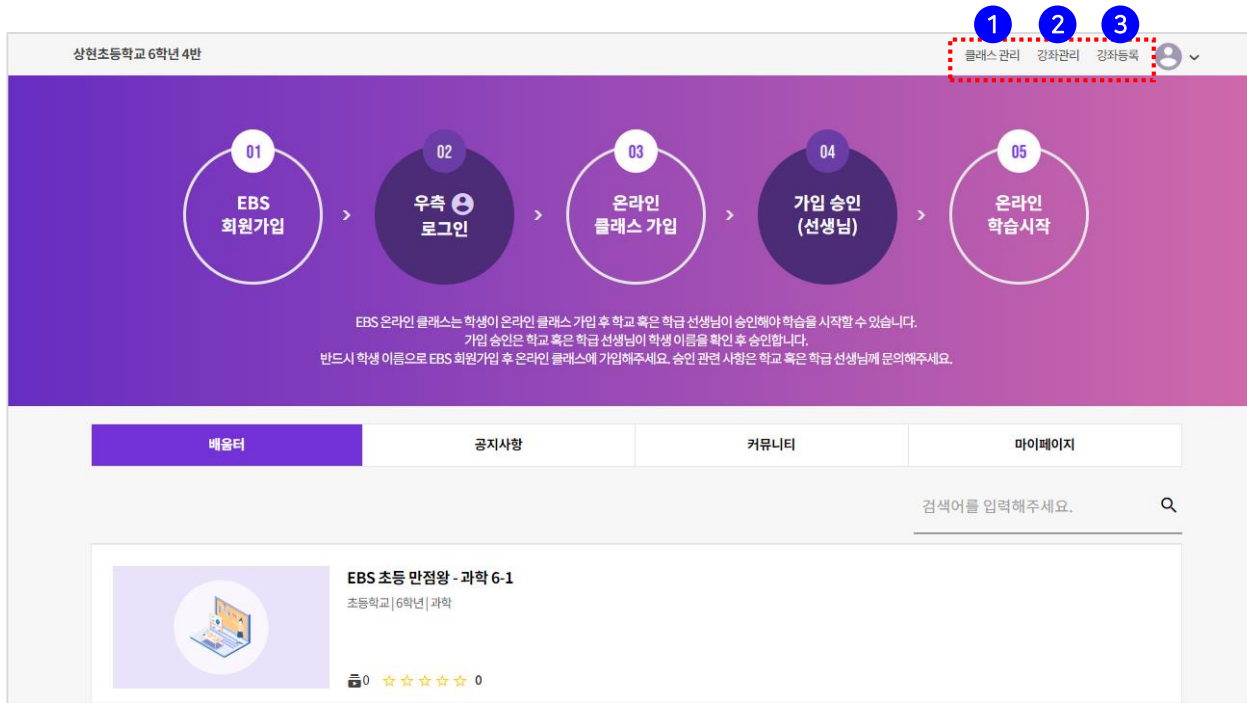 1 2 3
상현초등학교 6학년 4반
클래스 관리 강좌관리 강좌등록
01
EBS
회원가입
02
우측
로그인
03
온라인
클래스 가입
04
가입 승인
(선생님)
05
온라인
학습시작
EBS 온라인 클래스는 학생이 온라인 클래스 가입 후 학교 혹은 학급 선생님이 승인해야 학습을 시작할 수 있습니다.
가입 승인은 학교 혹은 학급 선생님이 학생 이름을 확인 후 승인합니다.
반드시 학생 이름으로 EBS 회원가입 후 온라인 클래스에 가입해주세요. 승인 관련 사항은 학교 혹은 학급 선생님께 문의해주세요.
배움터 공지사항 커뮤니티 마이페이지
검색어를 입력해주세요.
EBS 초등 만점왕 - 과학 6-1
초등학교 | 6학년 | 과학
0 ☆☆☆☆☆ 0